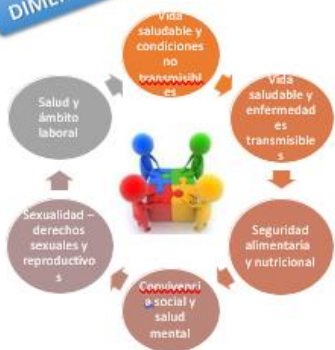 Vida
saludable y
condiciones
no
transmisibl
es
Vida
saludable y
enfermedad
es
transmisible
s
Seguridad
alimentaria
y nutricional
Convivenci
a social y
salud
mental
Sexualidad –
derechos
sexuales y
reproductivo
s
Salud y
ámbito
laboral